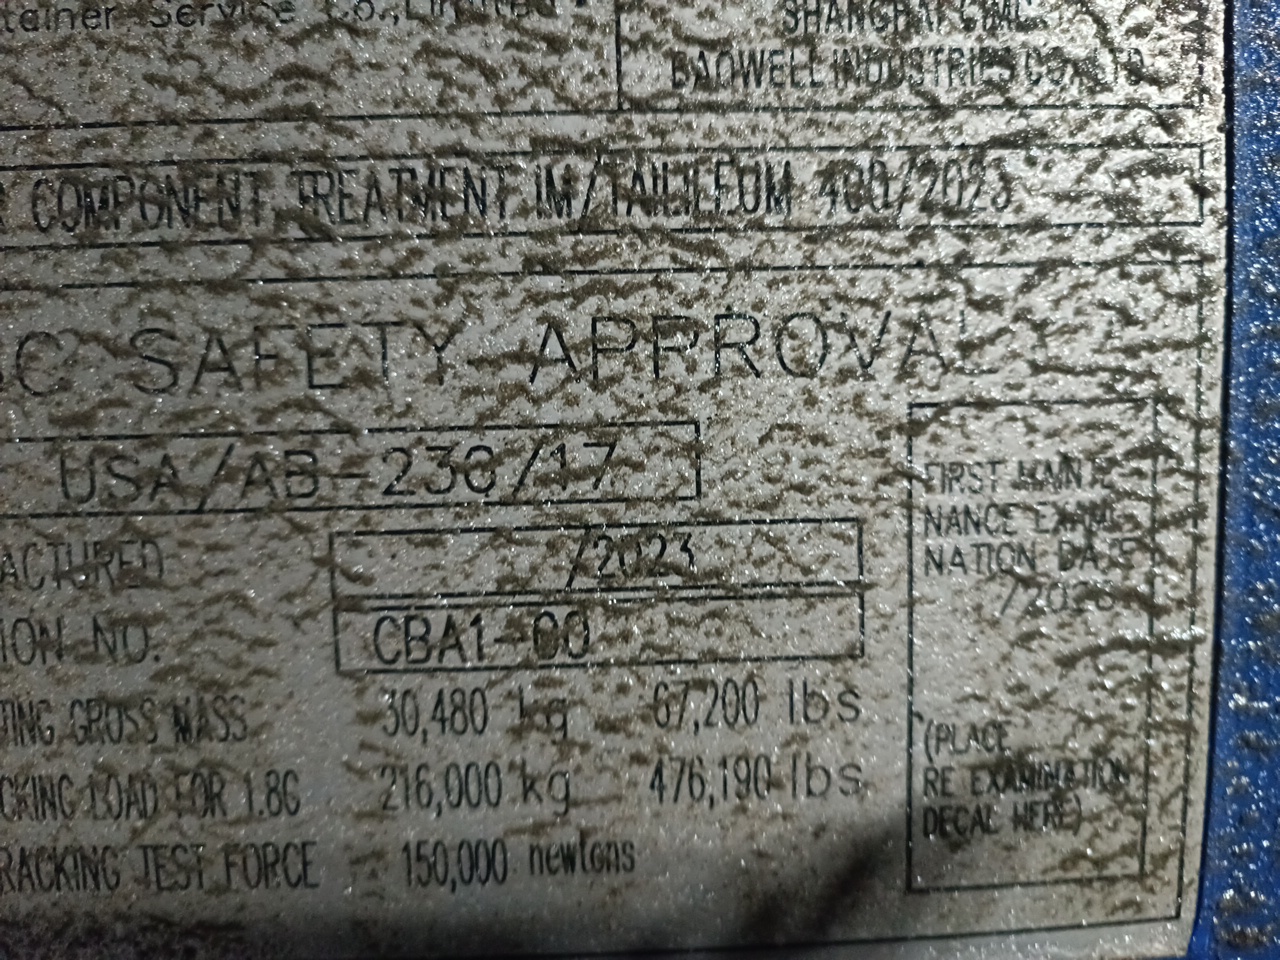 tainer Service Co.,Limited
SHANGHAI
BAOWELL INDUSTRIES CO.,LTD
COMPONENT TREATMENT IM/ 400/2023
SC SAFETY APPROVAL
USA/AB-230/17
ACTURED /2023
ION NO. CBA1-00
TING GROSS MASS 30,480 kg 67,200 lbs
CKING LOAD FOR 1.8G 216,000 kg 476,190 lbs
RACKING TEST FORCE 150,000 newtons
FIRST MAINTE
NANCE EXAMI
NATION DATE
/2028
(PLACE
RE EXAMINATION
DECAL HERE)